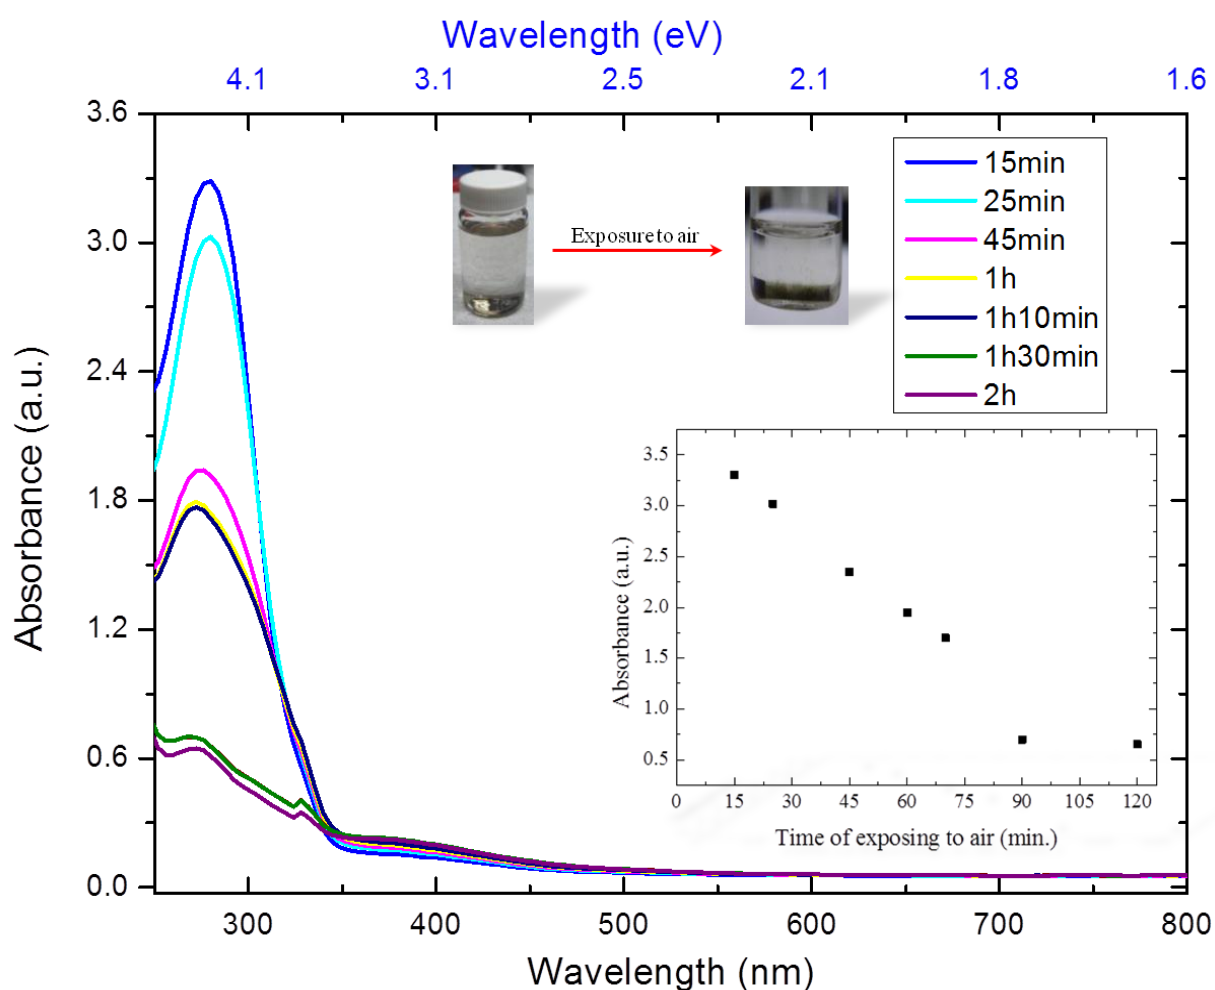 Wavelength (eV)
4.1 3.1 2.5 2.1 1.8 1.6
3.6
3.0
2.4
1.8
1.2
0.6
0.0
Absorbance (a.u.)
Exposure to air
15min
25min
45min
1h
1h10min
1h30min
2h
3.5
3.0
2.5
2.0
1.5
1.0
0.5
Absorbance (a.u.)
0 15 30 45 60 75 90 105 120
Time of exposing to air (min.)
300 400 500 600 700 800
Wavelength (nm)